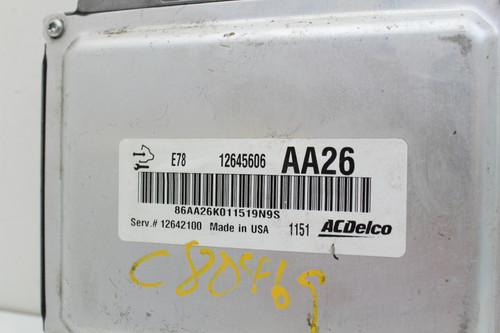 E78 12645606 AA26
86AA26K011519N9S
Serv.# 12642100 Made in USA 1151 ACDelco
C80469